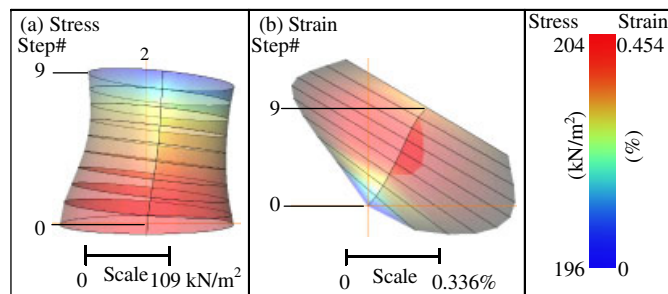 (a) Stress
Step#
2
9
0
0 Scale 109 kN/m²
(b) Strain
Step#
9
0
Scale
0 0.336%
Stress Strain
204 0.454
(kN/m²) (%)
196 0